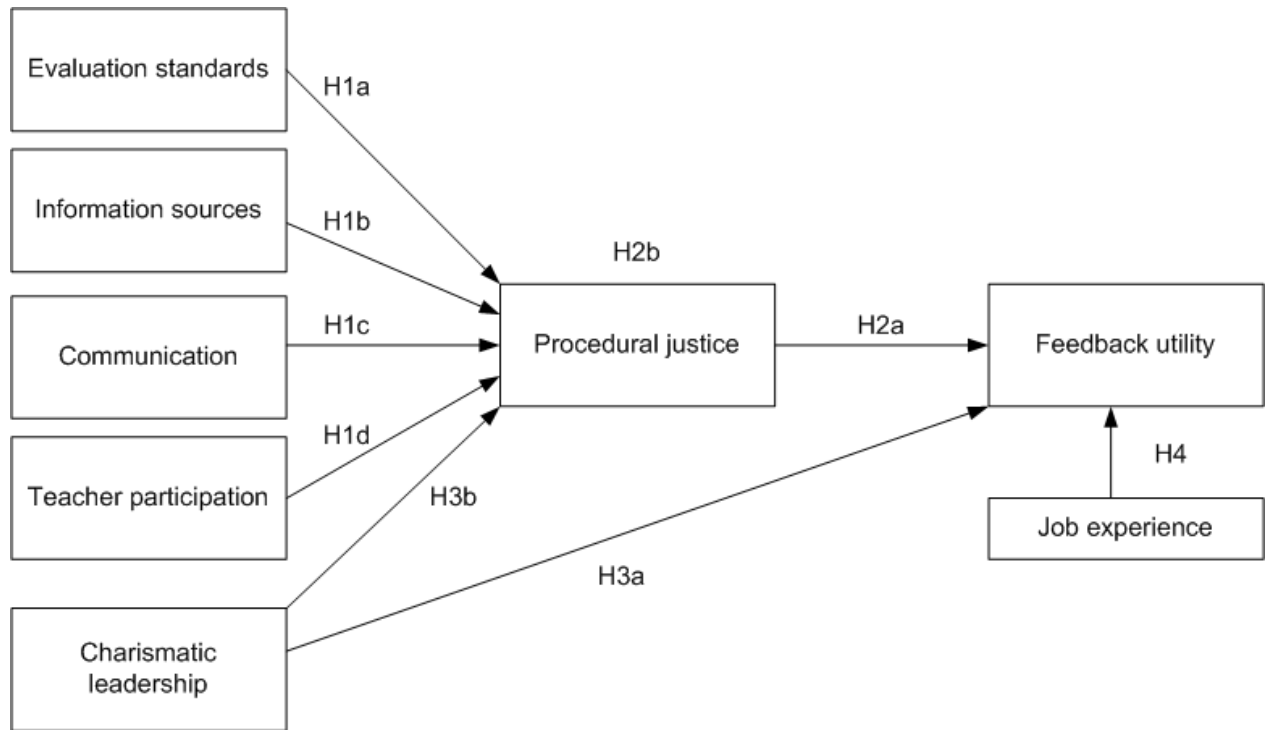 Evaluation standards
H1a
Information sources
H1b
H2b
Communication
H1c
Procedural justice
H2a
Feedback utility
Teacher participation
H1d
H3b
H4
Job experience
H3a
Charismatic
leadership